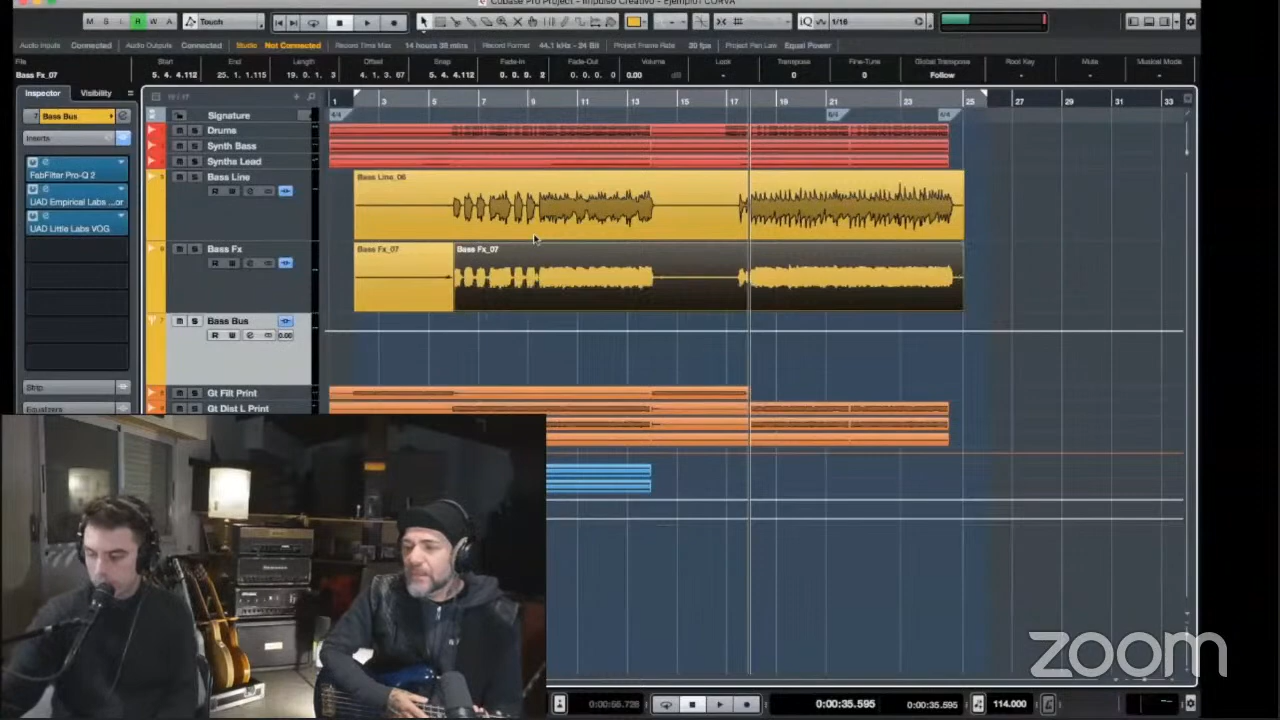 Cubase Pro Project - Impulso Creativo - Ejemplo1 CORVA
M S L R W A Touch 1/16
Audio Inputs Connected Audio Outputs Connected Studio Not Connected Record Time Max 14 hours 38 mins Record Format 44.1 kHz - 24 Bit Project Frame Rate 30 fps Project Pan Law Equal Power
File Start End Length Offset Snap Fade-In Fade-Out Volume Lock Transpose Fine-Tune Global Transpose Root Key Mute Musical Mode
Bass Fx_07 5. 4. 4.112 25. 1. 1.115 19. 0. 1. 3 4. 1. 3. 67 5. 4. 4.112 0. 0. 0. 2 0. 0. 0. 0 0.00 dB - 0 0 Follow - - -
Inspector Visibility
1 3 5 7 9 11 13 15 17 19 21 23 25 27 29 31 33
7 Bass Bus
Signature
Inserts
Drums
Synth Bass
Synths Lead
FabFilter Pro-Q 2
UAD Empirical Labs ...or
UAD Little Labs VOG
Bass Line
Bass Line_06
Bass Fx
Bass Fx_07
Bass Fx_07
Bass Bus
0.00
Strip
Equalizers
Gt Filt Print
Gt Dist L Print
zoom
0:00:35.595 0:00:35.595 114.000